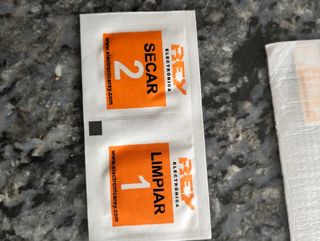 REY
ELECTRÓNICA
SECAR
2
www.electronicarey.com
REY
ELECTRÓNICA
LIMPIAR
1
www.electronicarey.com